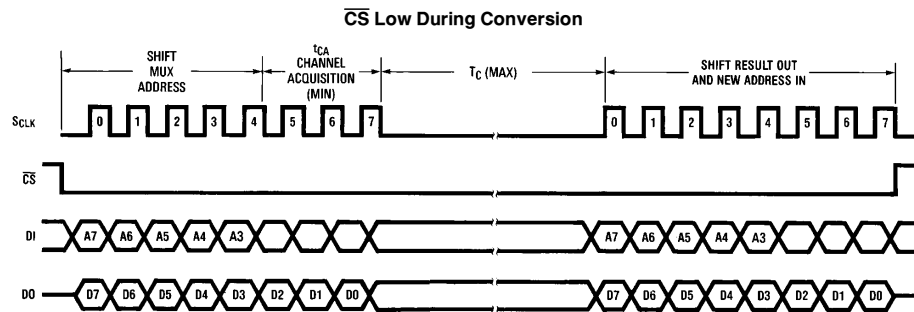 CS Low During Conversion
SHIFT
MUX
ADDRESS
tCA
CHANNEL
ACQUISITION
(MIN)
TC (MAX)
SHIFT RESULT OUT
AND NEW ADDRESS IN
SCLK
0 1 2 3 4 5 6 7
0 1 2 3 4 5 6 7
CS
DI
A7 A6 A5 A4 A3
A7 A6 A5 A4 A3
DO
D7 D6 D5 D4 D3 D2 D1 D0
D7 D6 D5 D4 D3 D2 D1 D0